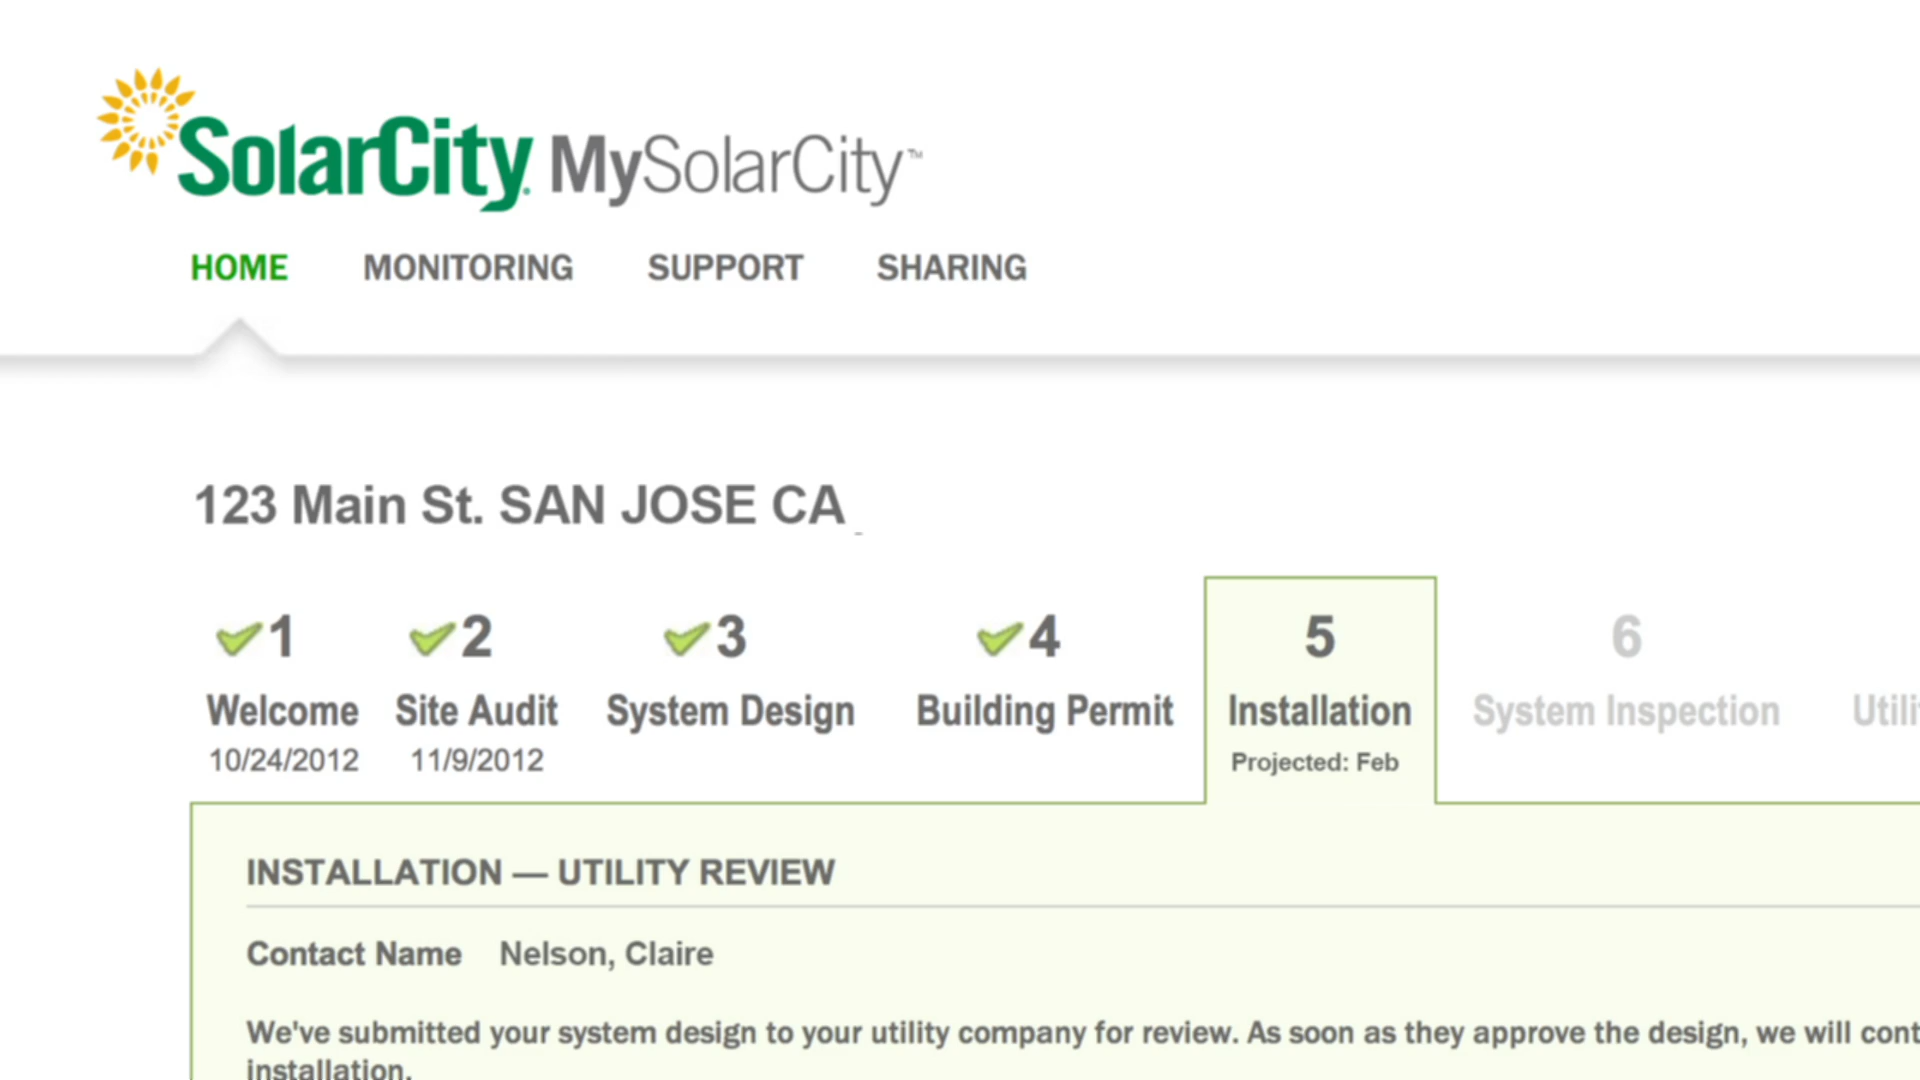 SolarCity MySolarCity™
HOME MONITORING SUPPORT SHARING
123 Main St. SAN JOSE CA
1 2 3 4 5 6
Welcome Site Audit System Design Building Permit Installation System Inspection
10/24/2012 11/9/2012 Projected: Feb
INSTALLATION — UTILITY REVIEW
Contact Name Nelson, Claire
We've submitted your system design to your utility company for review. As soon as they approve the design, we will
installation.